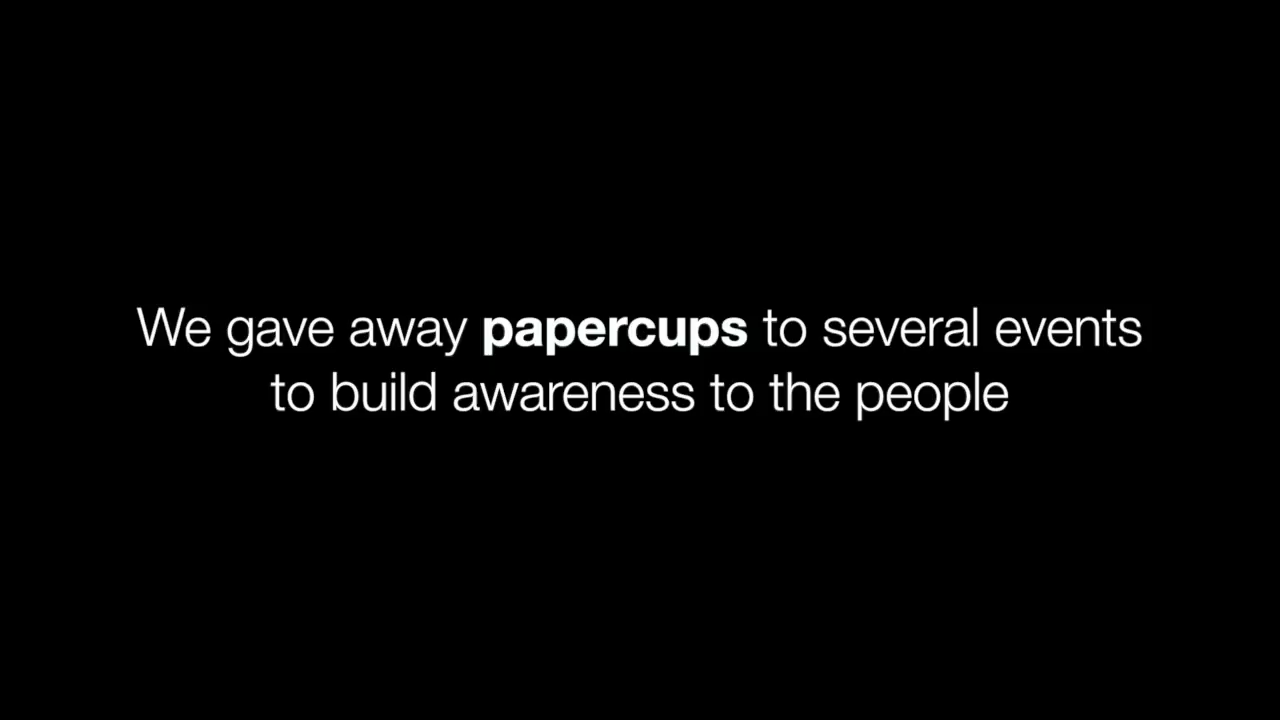 We gave away papercups to several events
to build awareness to the people